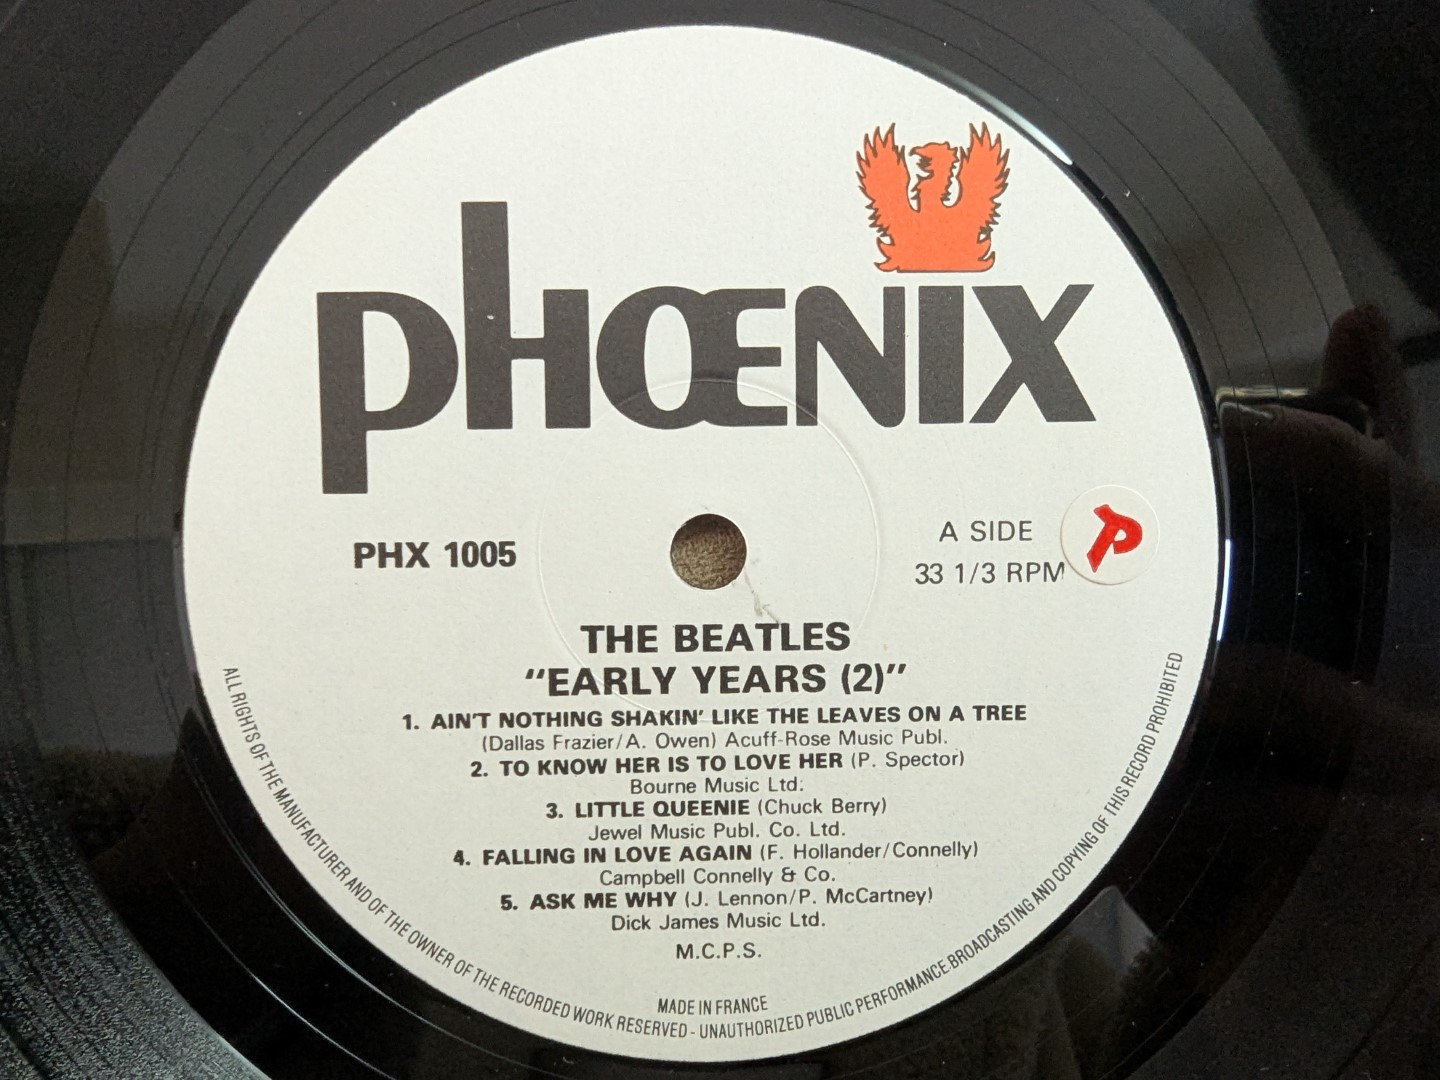 phŒNIX
PHX 1005
A SIDE
33 1/3 RPM
P
THE BEATLES
"EARLY YEARS (2)"
1. AIN'T NOTHING SHAKIN' LIKE THE LEAVES ON A TREE
(Dallas Frazier/A. Owen) Acuff-Rose Music Publ.
2. TO KNOW HER IS TO LOVE HER (P. Spector)
Bourne Music Ltd.
3. LITTLE QUEENIE (Chuck Berry)
Jewel Music Publ. Co. Ltd.
4. FALLING IN LOVE AGAIN (F. Hollander/Connelly)
Campbell Connelly & Co.
5. ASK ME WHY (J. Lennon/P. McCartney)
Dick James Music Ltd.
M.C.P.S.
MADE IN FRANCE
ALL RIGHTS OF THE MANUFACTURER AND OF THE OWNER OF THE RECORDED WORK RESERVED - UNAUTHORIZED PUBLIC PERFORMANCE BROADCASTING AND COPYING OF THIS RECORD PROHIBITED